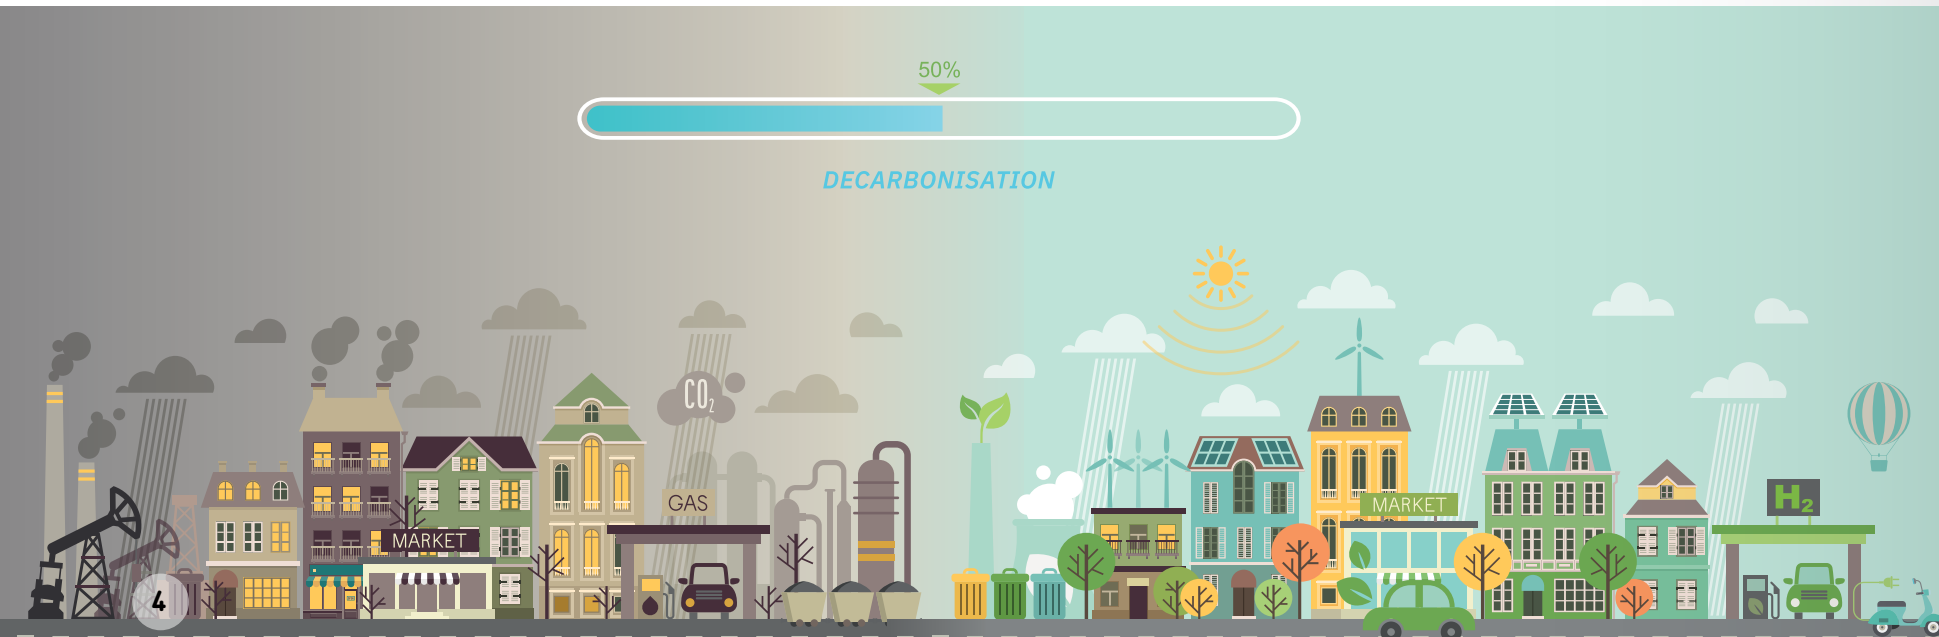 50%
DECARBONISATION
CO2
GAS
MARKET
MARKET
H2
4